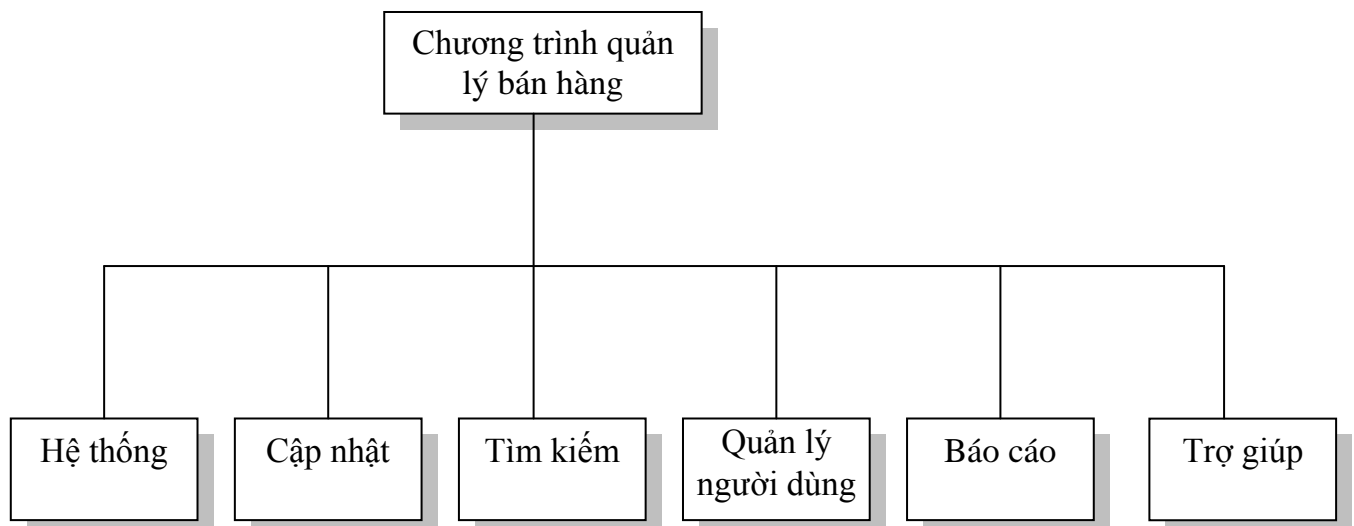 Chương trình quản
lý bán hàng
Hệ thống
Cập nhật
Tìm kiếm
Quản lý
người dùng
Báo cáo
Trợ giúp